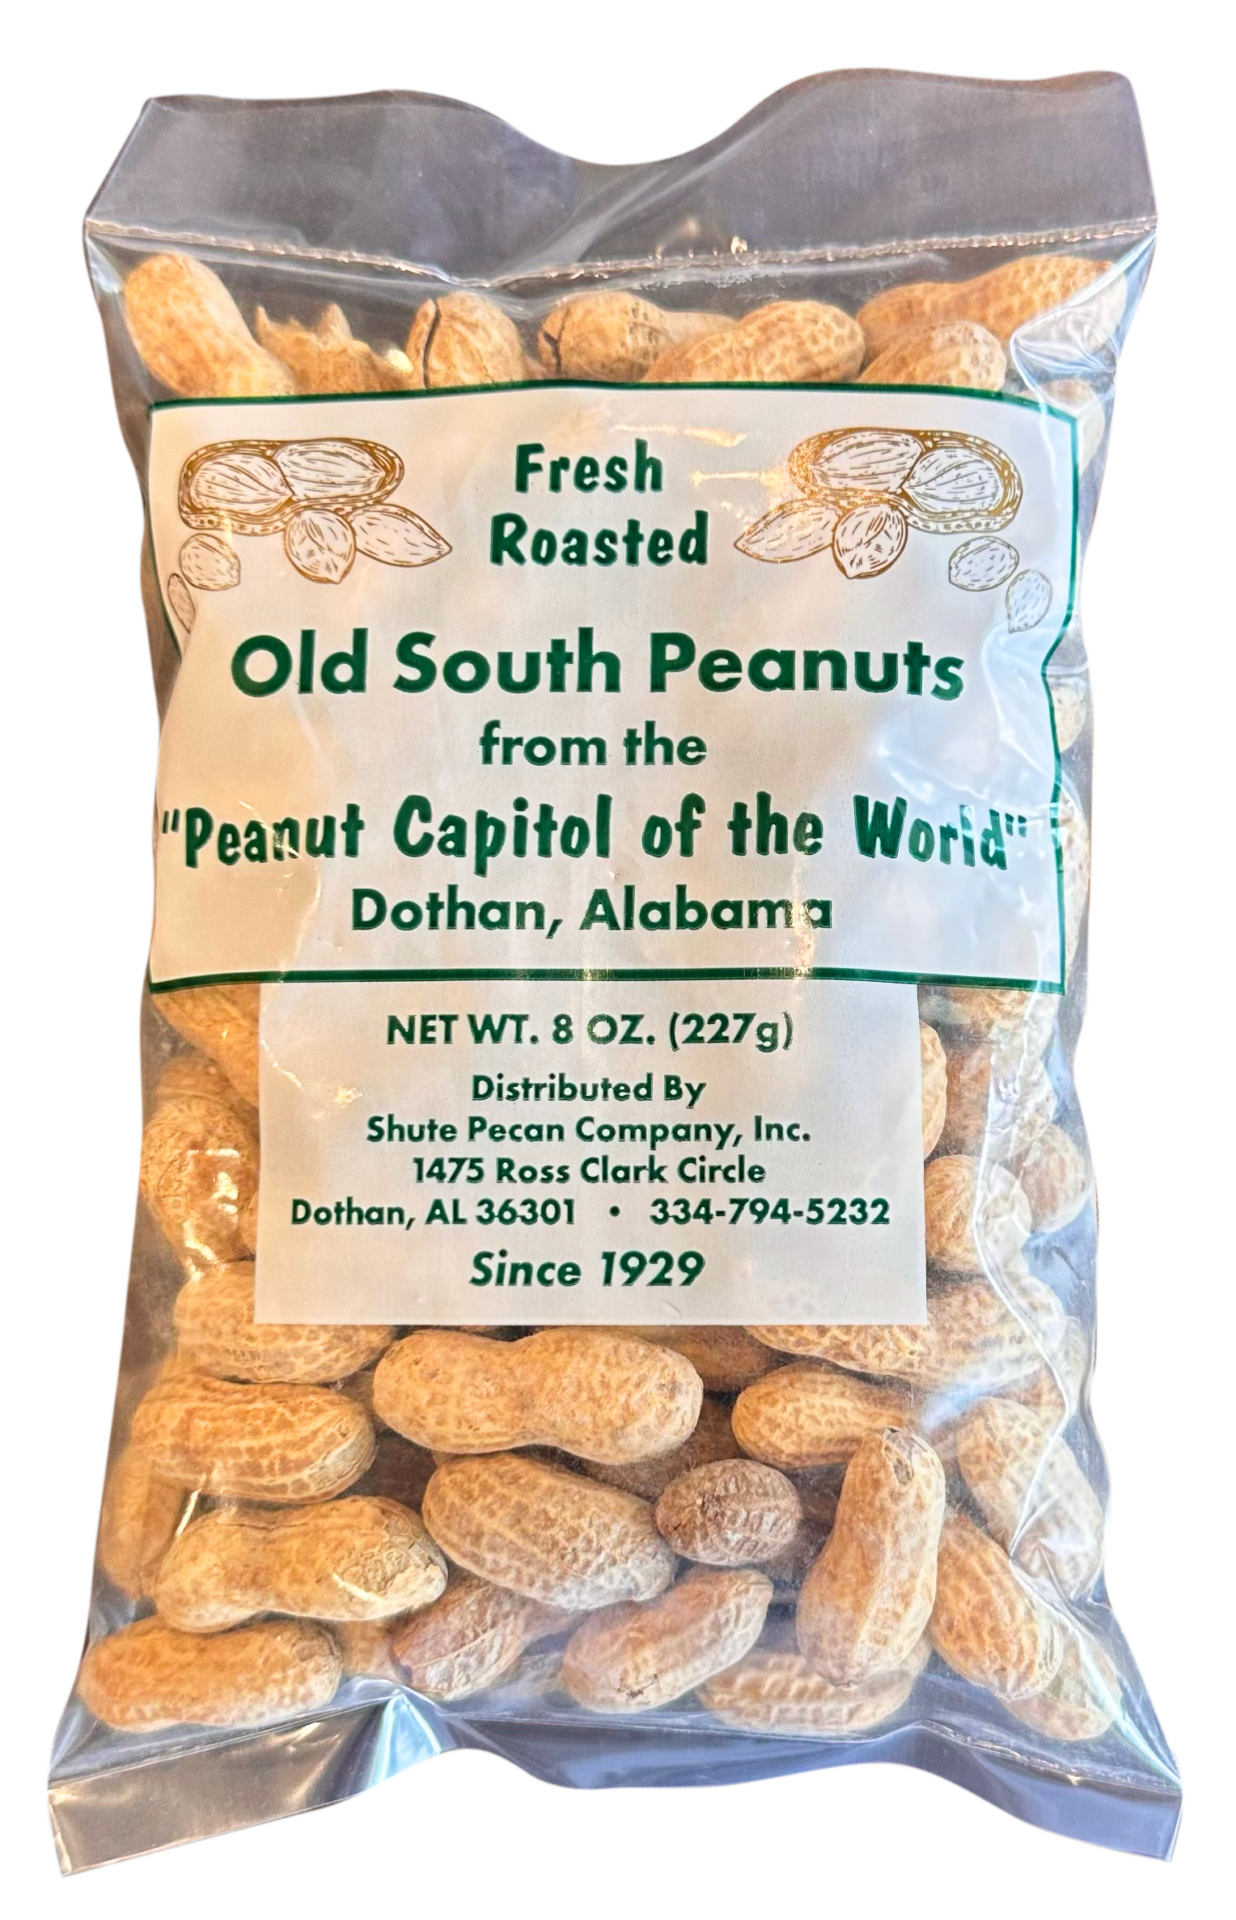 Fresh
Roasted
Old South Peanuts
from the
"Peanut Capitol of the World"
Dothan, Alabama
NET WT. 8 OZ. (227g)
Distributed By
Shute Pecan Company, Inc.
1475 Ross Clark Circle
Dothan, AL 36301 • 334-794-5232
Since 1929